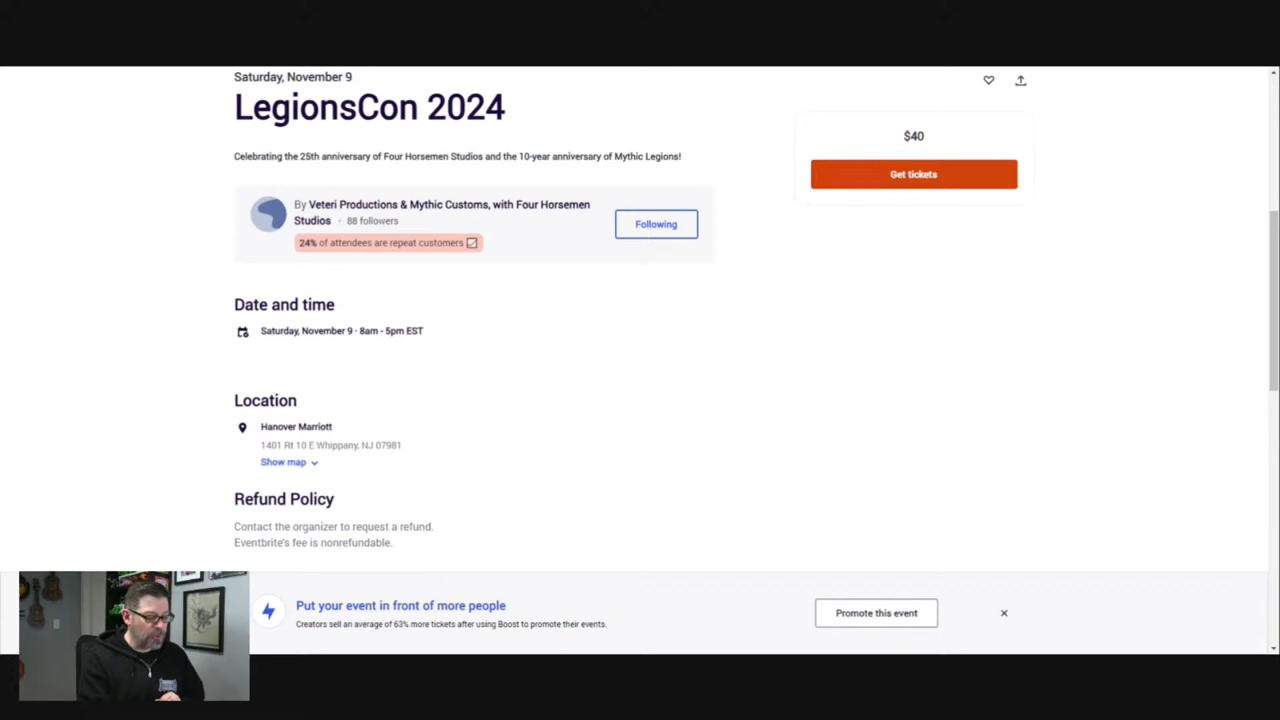 Saturday, November 9
LegionsCon 2024
$40
Get tickets
Celebrating the 25th anniversary of Four Horsemen Studios and the 10-year anniversary of Mythic Legions!
By Veteri Productions & Mythic Customs, with Four Horsemen
Studios · 88 followers
Following
24% of attendees are repeat customers
Date and time
Saturday, November 9 · 8am - 5pm EST
Location
Hanover Marriott
1401 Rt 10 E Whippany, NJ 07981
Show map
Refund Policy
Contact the organizer to request a refund.
Eventbrite's fee is nonrefundable.
Put your event in front of more people
Creators sell an average of 63% more tickets after using Boost to promote their events.
Promote this event